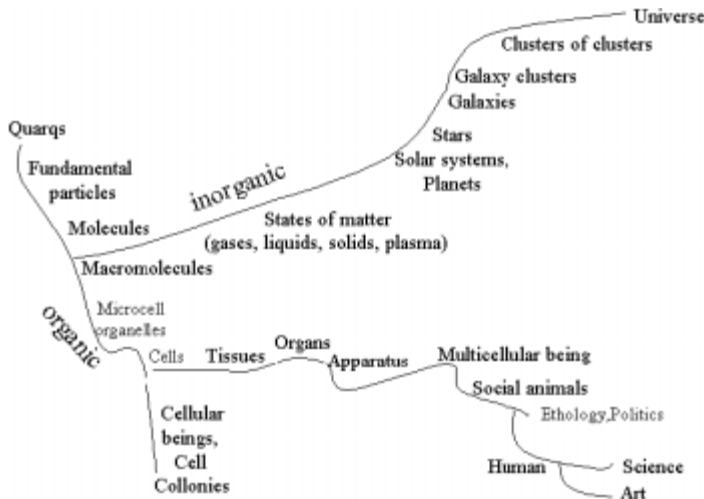 Universe
Clusters of clusters
Galaxy clusters
Galaxies
Quarqs
Stars
Fundamental
particles
Solar systems,
Planets
inorganic
Molecules
States of matter
(gases, liquids, solids, plasma)
Macromolecules
organic
Microcell
organelles
Cells
Tissues
Organs
Apparatus
Multicellular being
Social animals
Ethology,Politics
Cellular
beings,
Cell
Collonies
Human
Science
Art